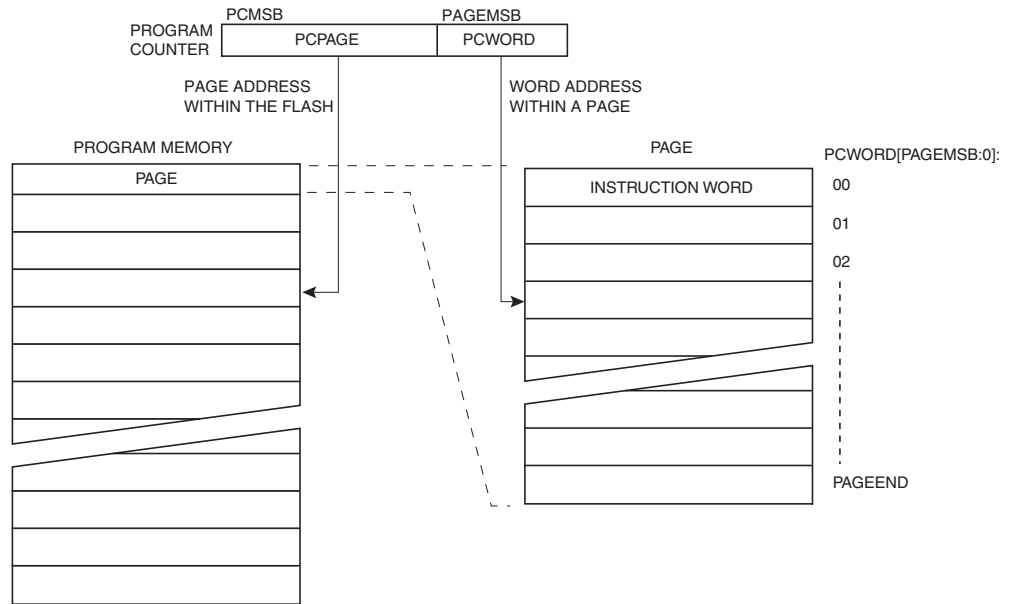 PCMSB
PAGEMSB
PROGRAM
COUNTER
PCPAGE
PCWORD
PAGE ADDRESS
WITHIN THE FLASH
WORD ADDRESS
WITHIN A PAGE
PROGRAM MEMORY
PAGE
PAGE
PCWORD[PAGEMSB:0]:
INSTRUCTION WORD
00
01
02
PAGEEND